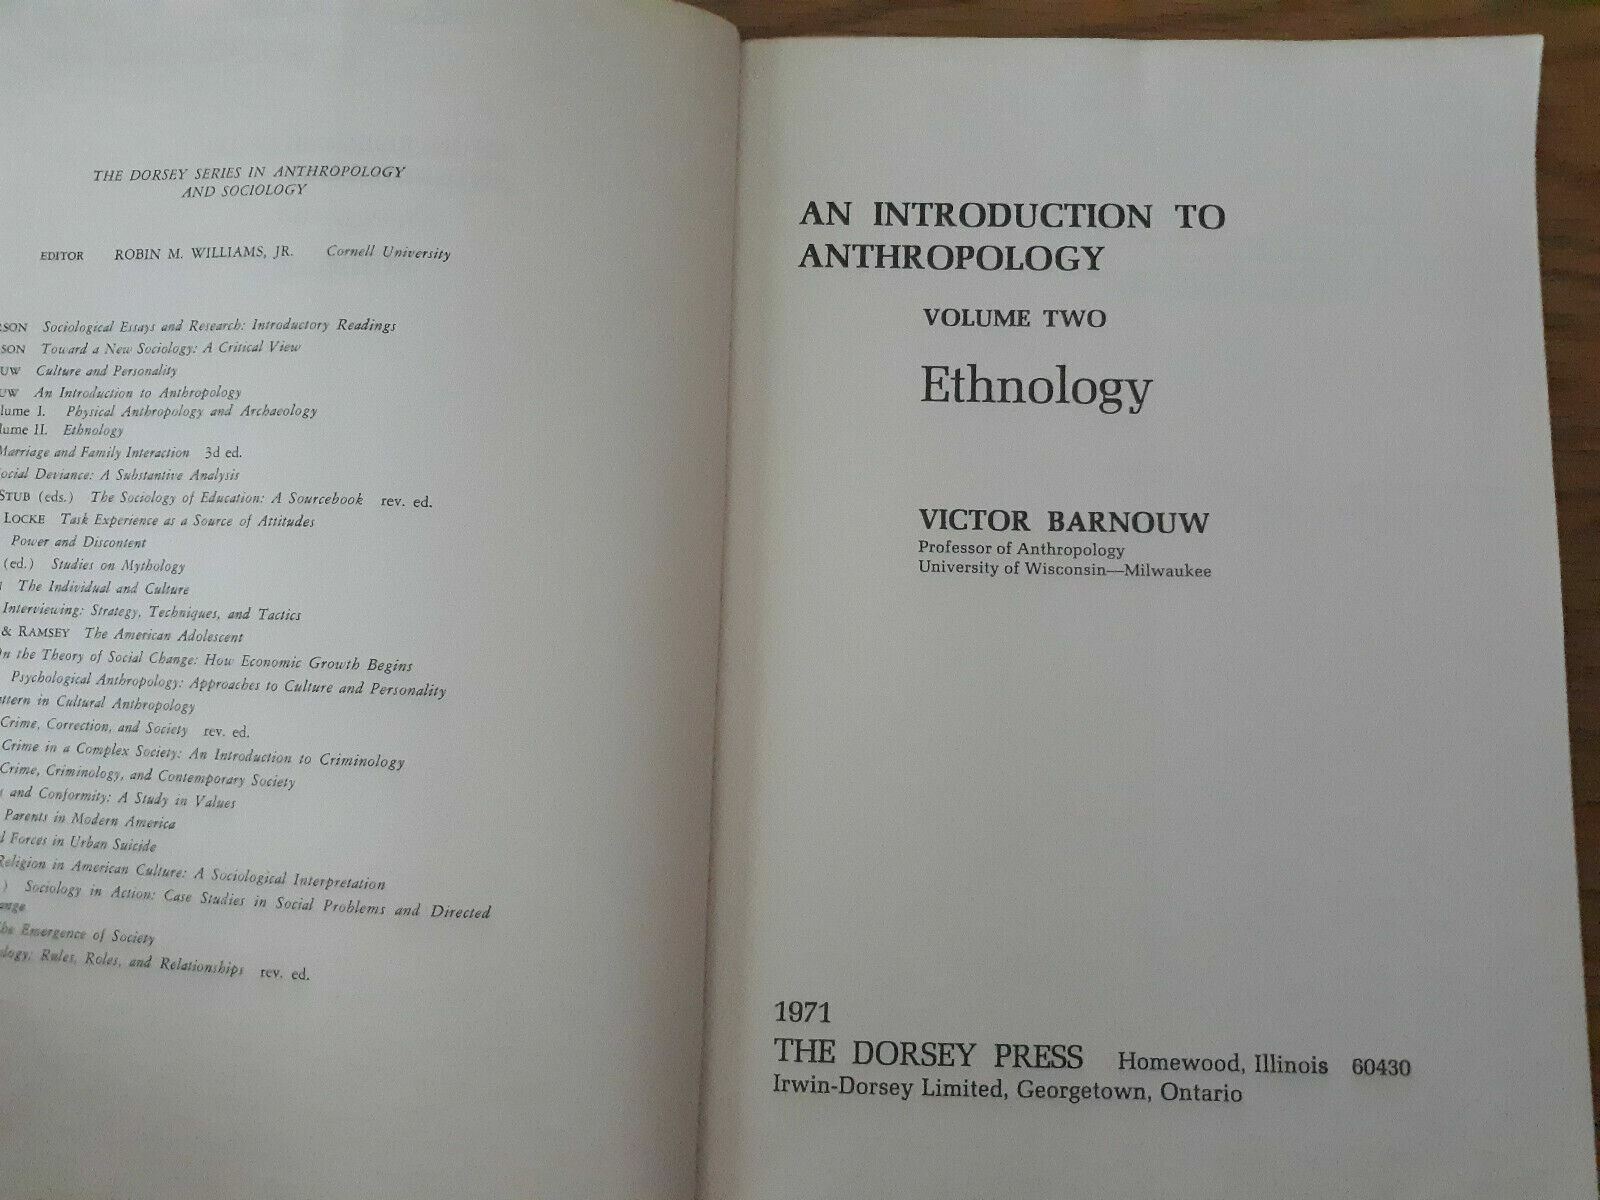 THE DORSEY SERIES IN ANTHROPOLOGY
AND SOCIOLOGY
EDITOR ROBIN M. WILLIAMS, JR. Cornell University
Sociological Essays and Research: Introductory Readings
Toward a New Sociology: A Critical View
Culture and Personality
An Introduction to Anthropology
I. Physical Anthropology and Archaeology
II. Ethnology
Marriage and Family Interaction 3d ed.
Deviance: A Substantive Analysis
STUB (eds.) The Sociology of Education: A Sourcebook rev. ed.
LOCKE Task Experience as a Source of Attitudes
Power and Discontent
(ed.) Studies on Mythology
The Individual and Culture
Interviewing: Strategy, Techniques, and Tactics
& RAMSEY The American Adolescent
On the Theory of Social Change: How Economic Growth Begins
Psychological Anthropology: Approaches to Culture and Personality
in Cultural Anthropology
Crime, Correction, and Society rev. ed.
Crime in a Complex Society: An Introduction to Criminology
Crime, Criminology, and Contemporary Society
and Conformity: A Study in Values
Parents in Modern America
Forces in Urban Suicide
Religion in American Culture: A Sociological Interpretation
) Sociology in Action: Case Studies in Social Problems and Directed
The Emergence of Society
Rules, Roles, and Relationships rev. ed.
AN INTRODUCTION TO
ANTHROPOLOGY
VOLUME TWO
Ethnology
VICTOR BARNOUW
Professor of Anthropology
University of Wisconsin—Milwaukee
1971
THE DORSEY PRESS Homewood, Illinois 60430
Irwin-Dorsey Limited, Georgetown, Ontario